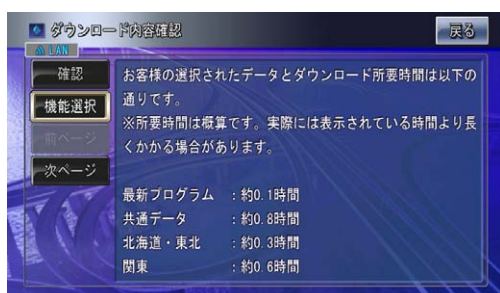 ダウンロード内容確認
戻る
LAN
確認
機能選択
前ページ
次ページ
お客様の選択されたデータとダウンロード所要時間は以下の
通りです。
※所要時間は概算です。実際には表示されている時間より長
くかかる場合があります。
最新プログラム :約0.1時間
共通データ :約0.8時間
北海道・東北 :約0.3時間
関東 :約0.6時間